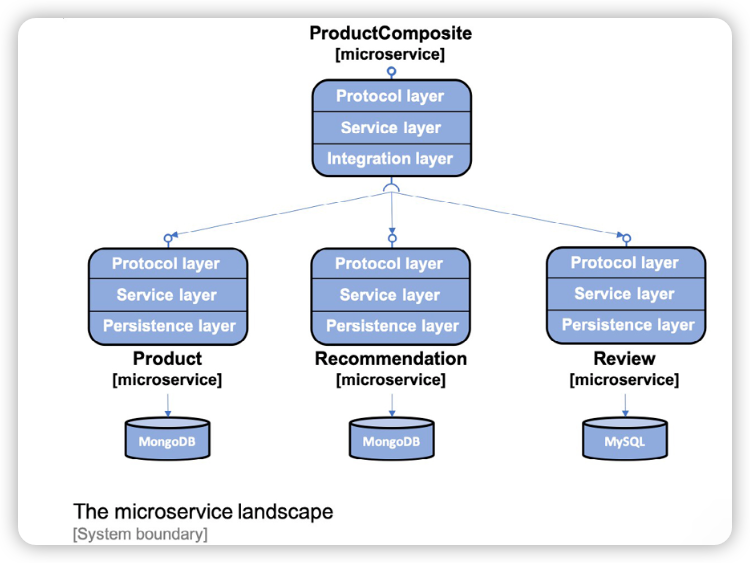 ProductComposite
[microservice]
Protocol layer
Service layer
Integration layer
Protocol layer
Service layer
Persistence layer
Product
[microservice]
MongoDB
Protocol layer
Service layer
Persistence layer
Recommendation
[microservice]
MongoDB
Protocol layer
Service layer
Persistence layer
Review
[microservice]
MySQL
The microservice landscape
[System boundary]